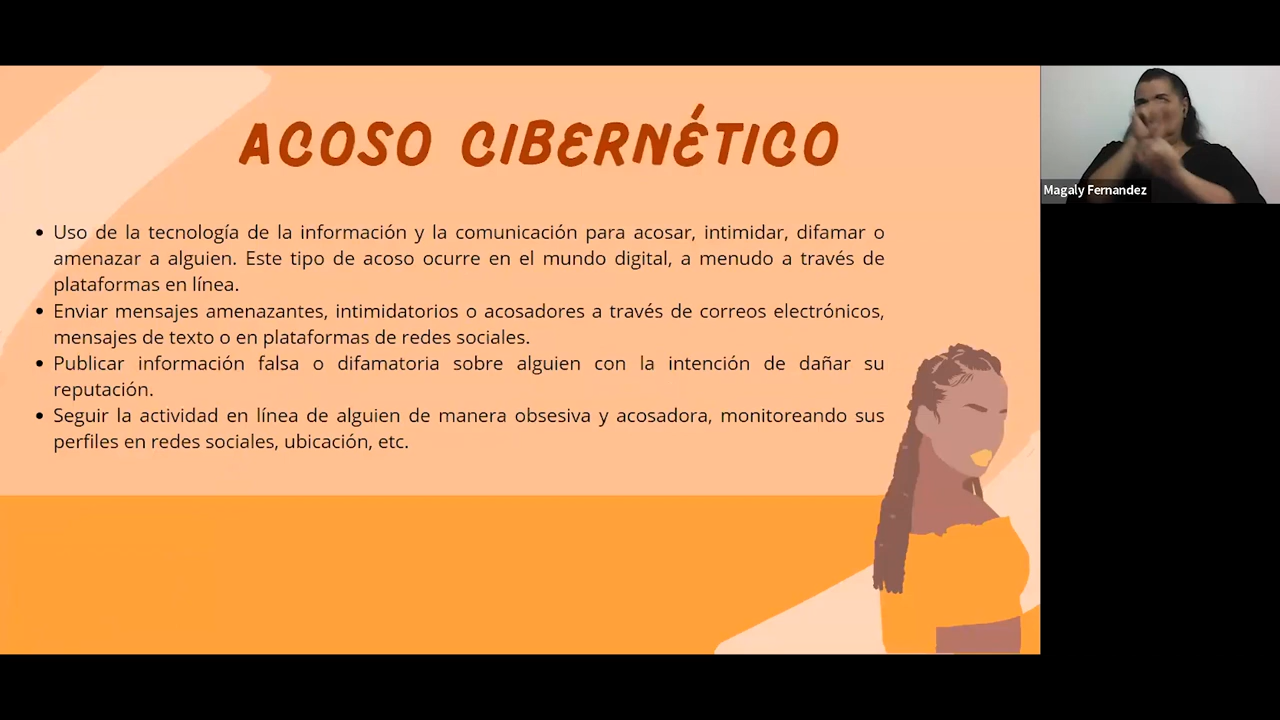 ACOSO CIBERNÉTICO
• Uso de la tecnología de la información y la comunicación para acosar, intimidar, difamar o
amenazar a alguien. Este tipo de acoso ocurre en el mundo digital, a menudo a través de
plataformas en línea.
• Enviar mensajes amenazantes, intimidatorios o acosadores a través de correos electrónicos,
mensajes de texto o en plataformas de redes sociales.
• Publicar información falsa o difamatoria sobre alguien con la intención de dañar su
reputación.
• Seguir la actividad en línea de alguien de manera obsesiva y acosadora, monitoreando sus
perfiles en redes sociales, ubicación, etc.
Magaly Fernandez